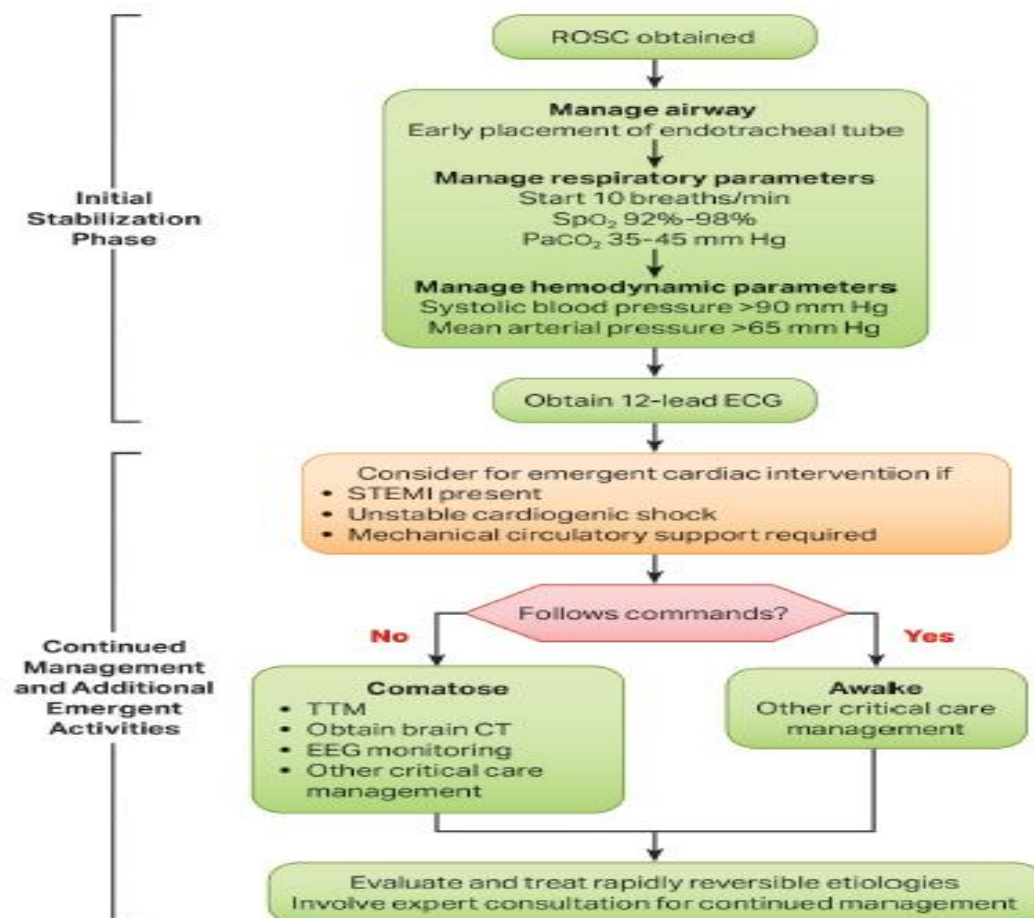 ROSC obtained
Manage airway
Early placement of endotracheal tube
Manage respiratory parameters
Start 10 breaths/min
SpO₂ 92%-98%
PaCO₂ 35-45 mm Hg
Manage hemodynamic parameters
Systolic blood pressure >90 mm Hg
Mean arterial pressure >65 mm Hg
Obtain 12-lead ECG
Initial
Stabilization
Phase
Consider for emergent cardiac intervention if
• STEMI present
• Unstable cardiogenic shock
• Mechanical circulatory support required
Follows commands?
No
Yes
Comatose
• TTM
• Obtain brain CT
• EEG monitoring
• Other critical care
management
Awake
Other critical care
management
Continued
Management
and Additional
Emergent
Activities
Evaluate and treat rapidly reversible etiologies
Involve expert consultation for continued management